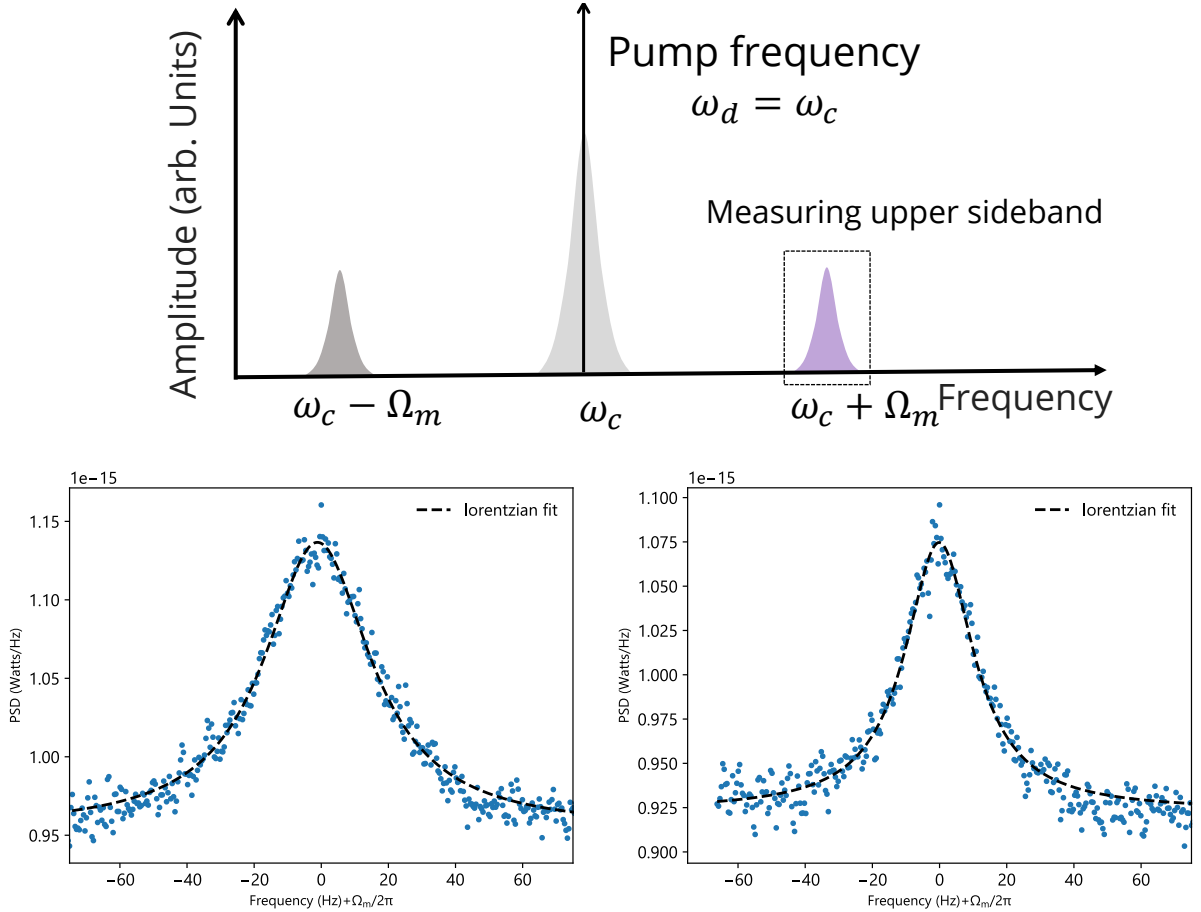 Amplitude (arb. Units)
Pump frequency
ω_d = ω_c
Measuring upper sideband
ω_c − Ω_m
ω_c
ω_c + Ω_m
Frequency
1e−15
lorentzian fit
PSD (Watts/Hz)
1.15
1.10
1.05
1.00
0.95
−60 −40 −20 0 20 40 60
Frequency (Hz)+Ω_m/2π
1e−15
lorentzian fit
PSD (Watts/Hz)
1.100
1.075
1.050
1.025
1.000
0.975
0.950
0.925
0.900
−60 −40 −20 0 20 40 60
Frequency (Hz)+Ω_m/2π